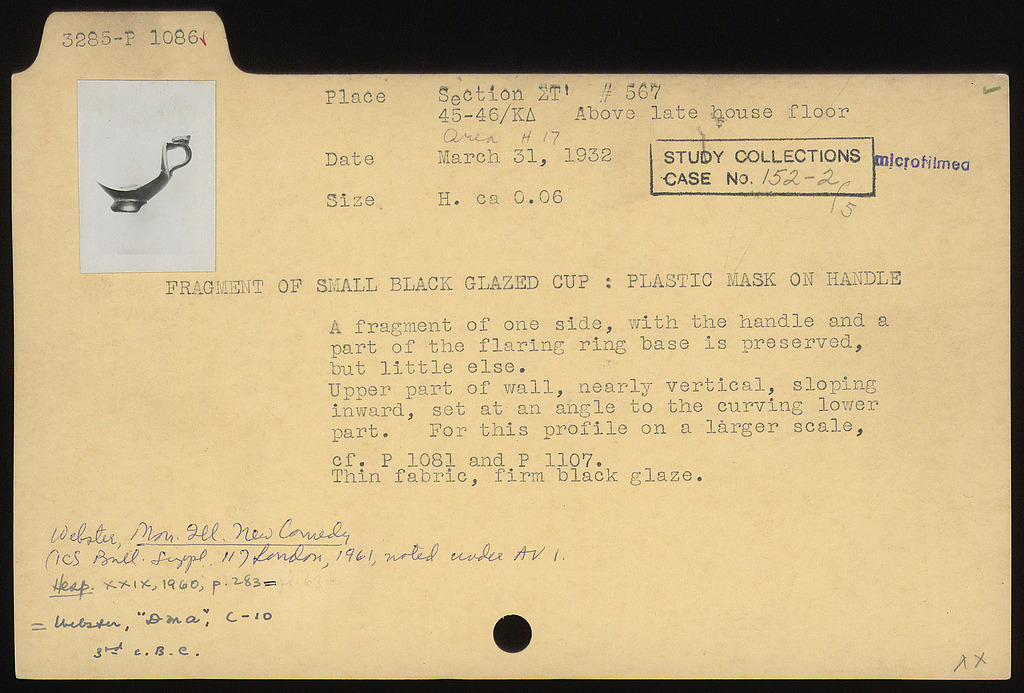 3285-P 1086
Place Section ΣΤ' # 567
45-46/ΚΔ Above late house floor
Area H 17
Date March 31, 1932
STUDY COLLECTIONS
CASE No. 152-2
5
microfilmed
Size H. ca 0.06
FRAGMENT OF SMALL BLACK GLAZED CUP : PLASTIC MASK ON HANDLE
A fragment of one side, with the handle and a
part of the flaring ring base is preserved,
but little else.
Upper part of wall, nearly vertical, sloping
inward, set at an angle to the curving lower
part. For this profile on a larger scale,
cf. P 1081 and P 1107.
Thin fabric, firm black glaze.
Webster, Mon. Ill. New Comedy
(ICS Bull. Suppl. 11) London, 1961, noted under AV 1.
Hesp. XXIX, 1960, p. 283=
= Webster, "Dma", C-10
3rd c. B.C.
XX